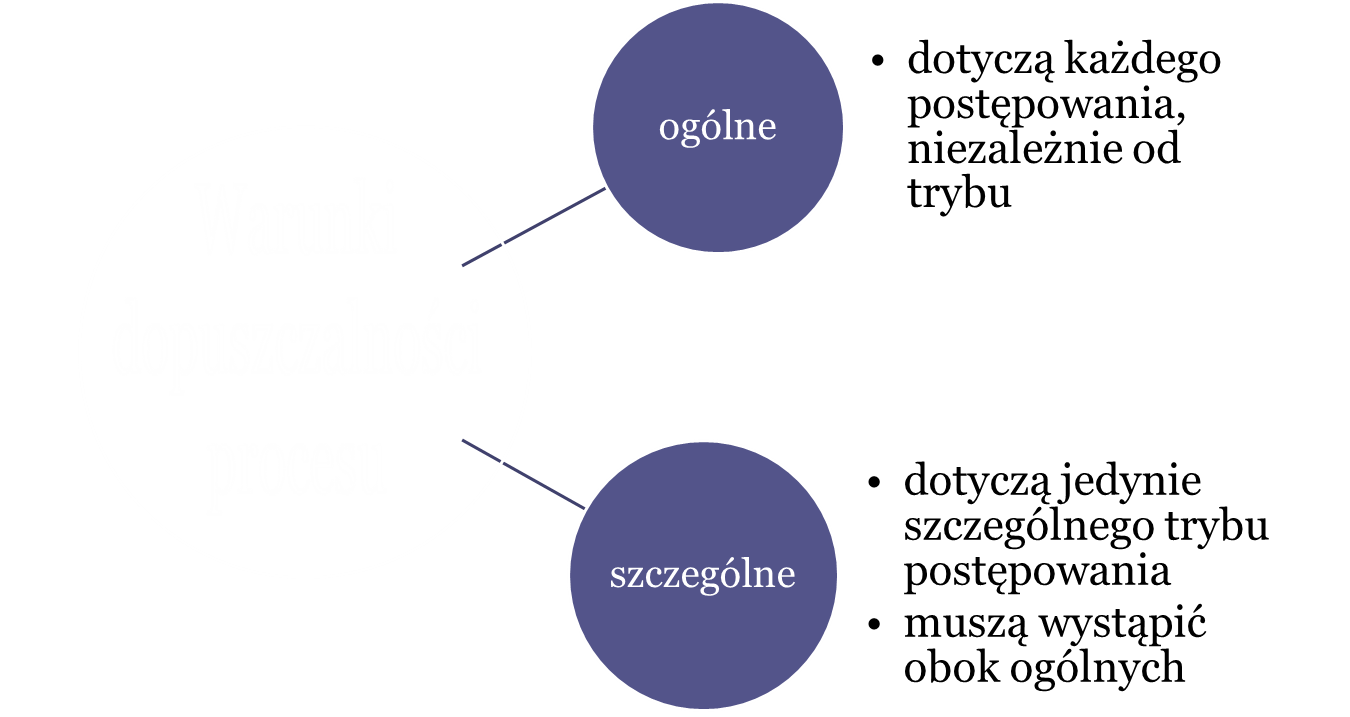 ogólne
• dotyczą każdego
postępowania,
niezależnie od
trybu
szczególne
• dotyczą jedynie
szczególnego trybu
postępowania
• muszą wystąpić
obok ogólnych